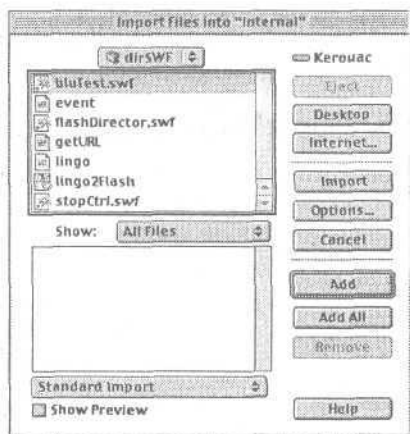 Import Files into "Internal"
dirSWF
Kerouac
blufest.swf
event
flashDirector.swf
getURL
lingo
lingo2Flash
stopCtrl.swf
Eject
Desktop
Internet...
Import
Options...
Cancel
Show: All Files
Add
Add All
Remove
Standard Import
Show Preview
Help